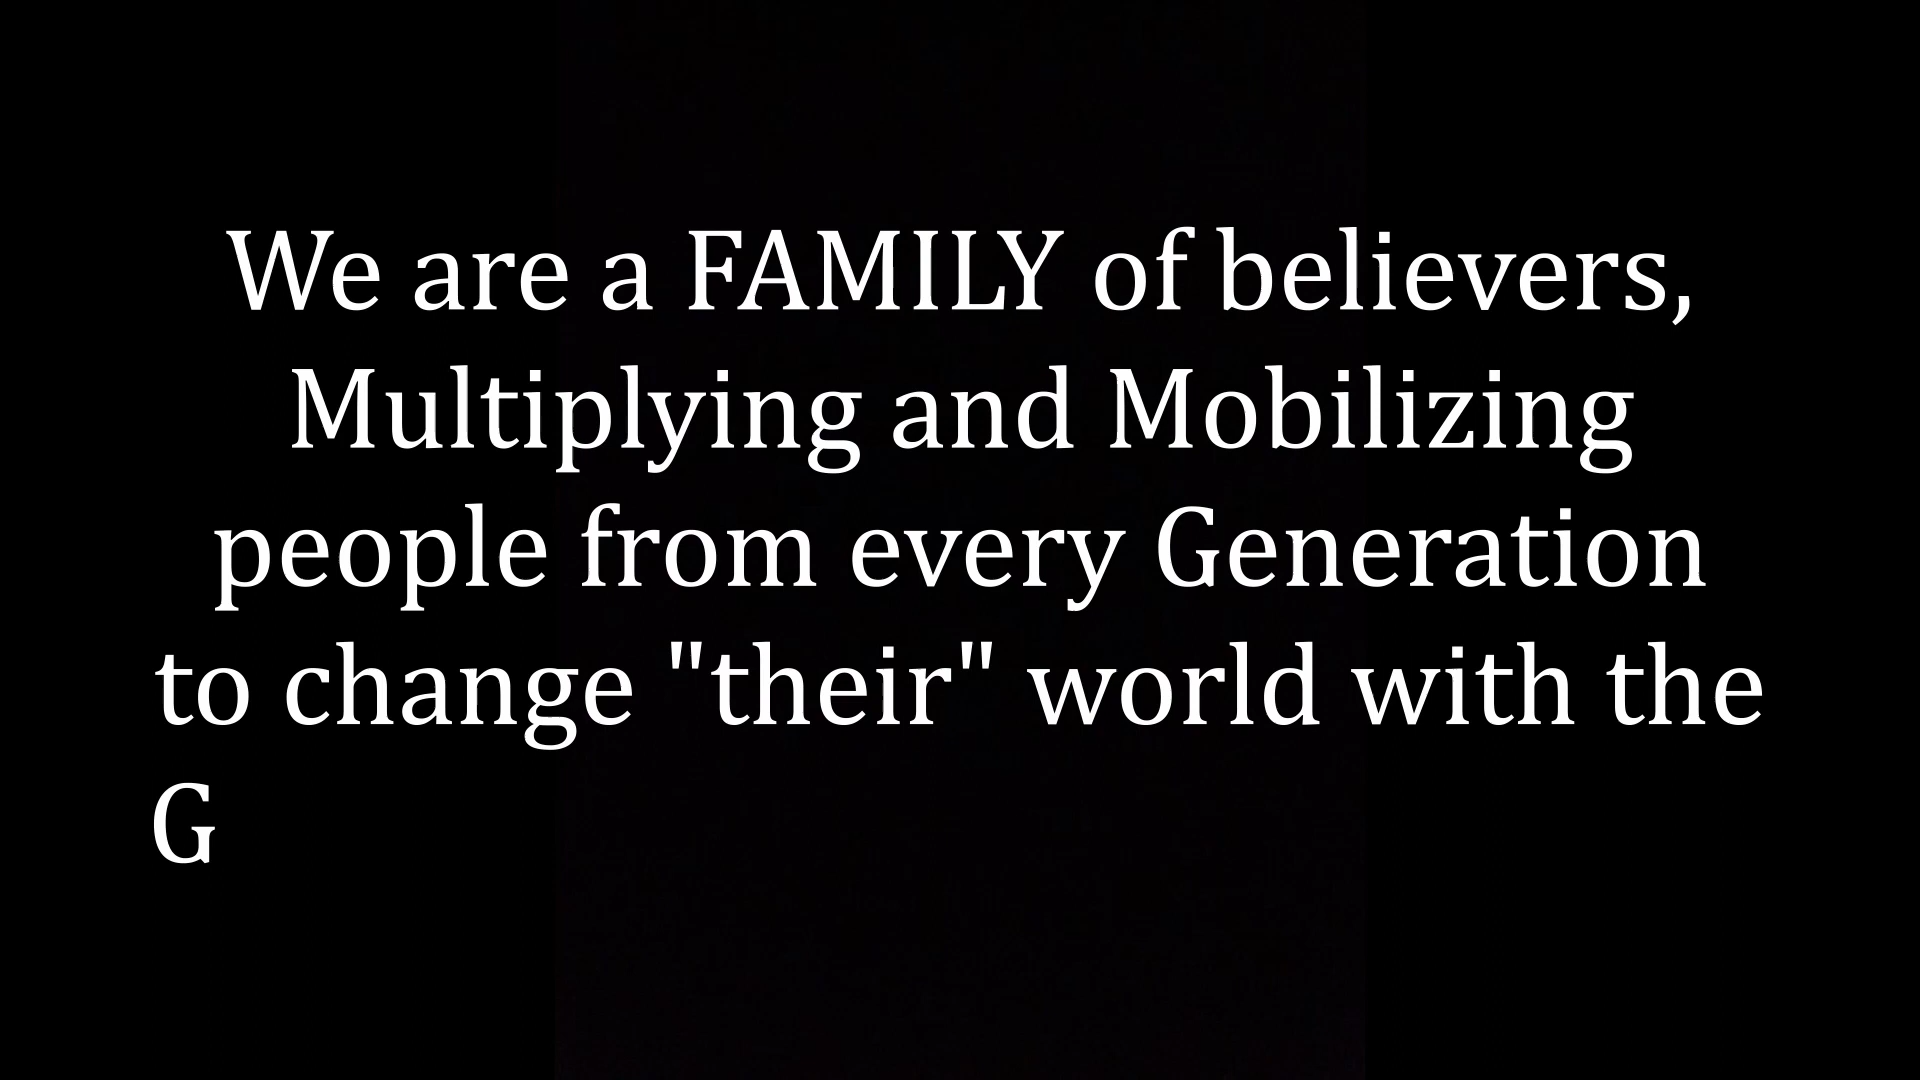 We are a FAMILY of believers,
Multiplying and Mobilizing
people from every Generation
to change "their" world with the
G